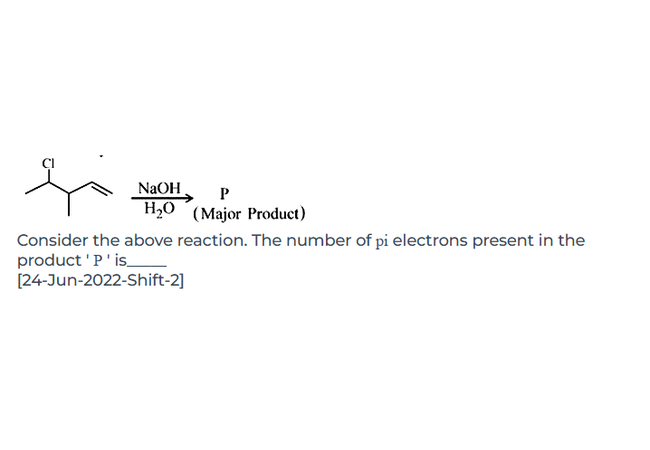 Cl
NaOH
H₂O
P
(Major Product)
Consider the above reaction. The number of pi electrons present in the
product ' P ' is_____
[24-Jun-2022-Shift-2]